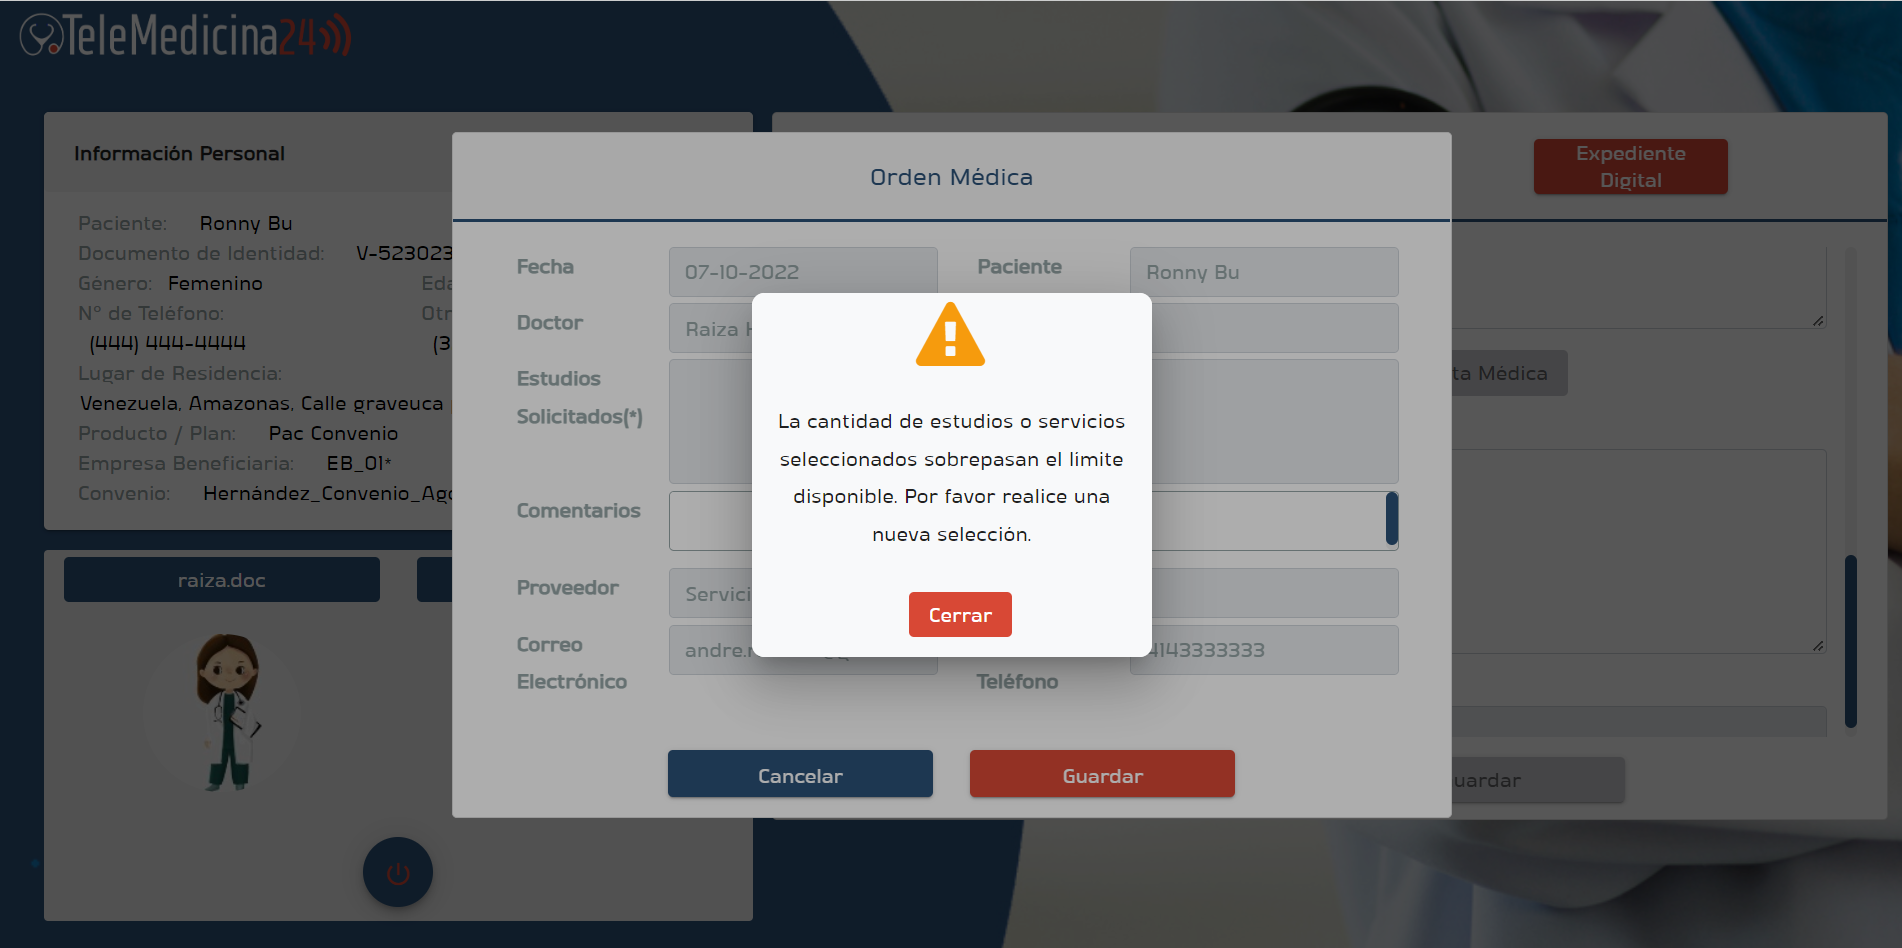 TeleMedicina24
Información Personal
Paciente: Ronny Bu
Documento de Identidad: V-523023
Género: Femenino
Nº de Teléfono:
(444) 444-4444
Lugar de Residencia:
Venezuela, Amazonas, Calle graveuca
Producto / Plan: Pac Convenio
Empresa Beneficiaria: EB_01*
Convenio: Hernández_Convenio_Ago
raiza.doc
Orden Médica
Fecha 07-10-2022 Paciente Ronny Bu
Doctor Raiza
Estudios
Solicitados(*)
Comentarios
Proveedor Servici
Correo
Electrónico
andre.
4143333333
Teléfono
Cancelar Guardar
La cantidad de estudios o servicios
seleccionados sobrepasan el limite
disponible. Por favor realice una
nueva selección.
Cerrar
Expediente
Digital
ta Médica
uardar